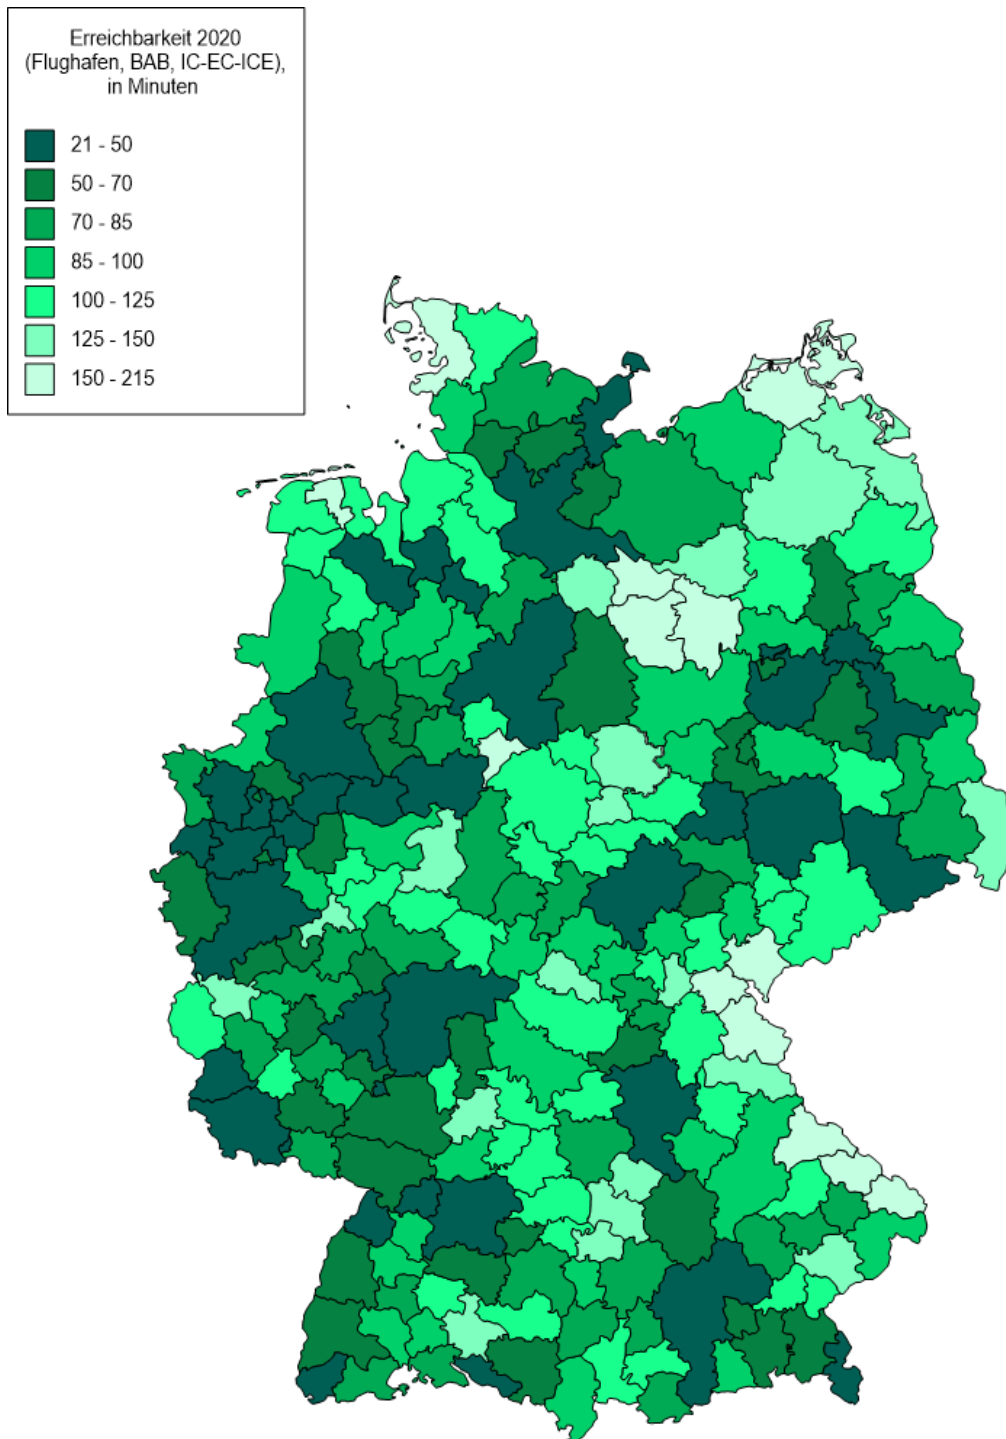 Erreichbarkeit 2020
(Flughafen, BAB, IC-EC-ICE),
in Minuten
21 - 50
50 - 70
70 - 85
85 - 100
100 - 125
125 - 150
150 - 215